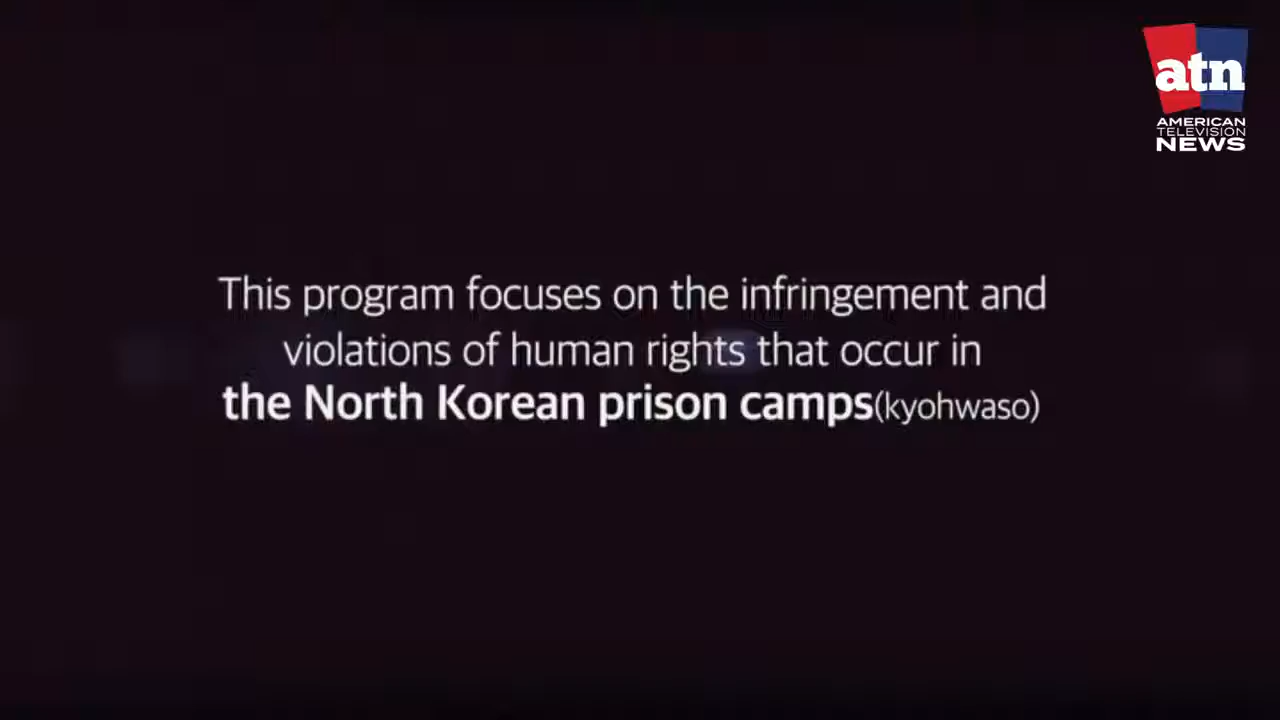 atn
AMERICAN
TELEVISION
NEWS
This program focuses on the infringement and
violations of human rights that occur in
the North Korean prison camps(kyohwaso)